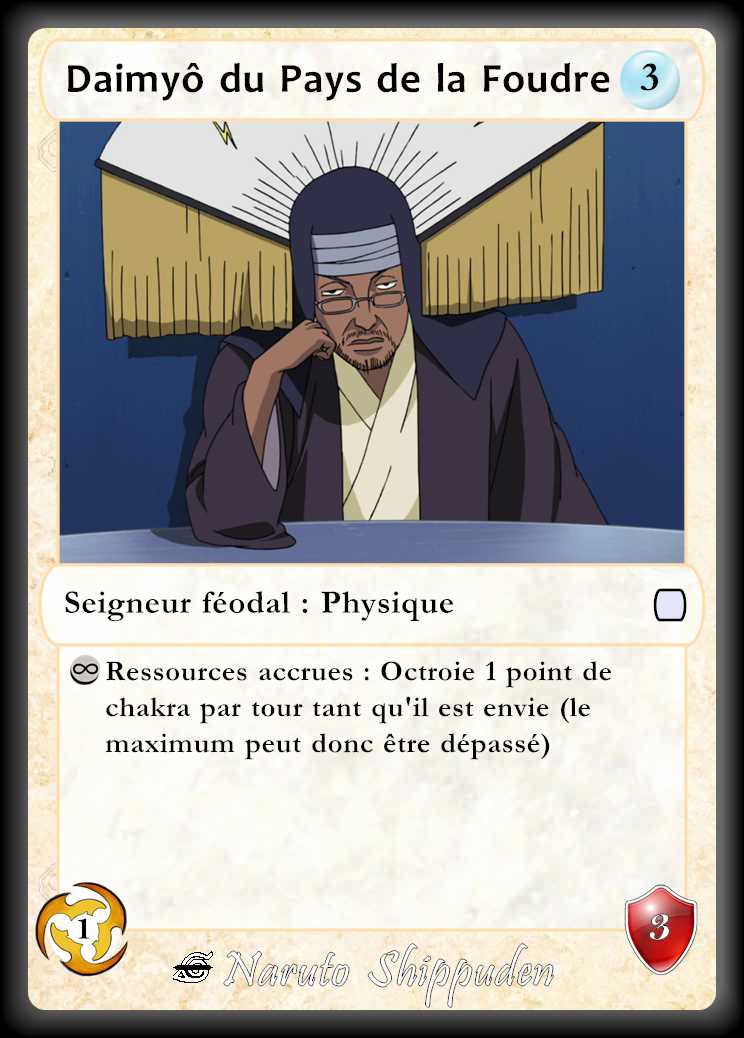 Daimyô du Pays de la Foudre 3
Seigneur féodal : Physique
∞ Ressources accrues : Octroie 1 point de
chakra par tour tant qu'il est envie (le
maximum peut donc être dépassé)
1
3
Naruto Shippuden